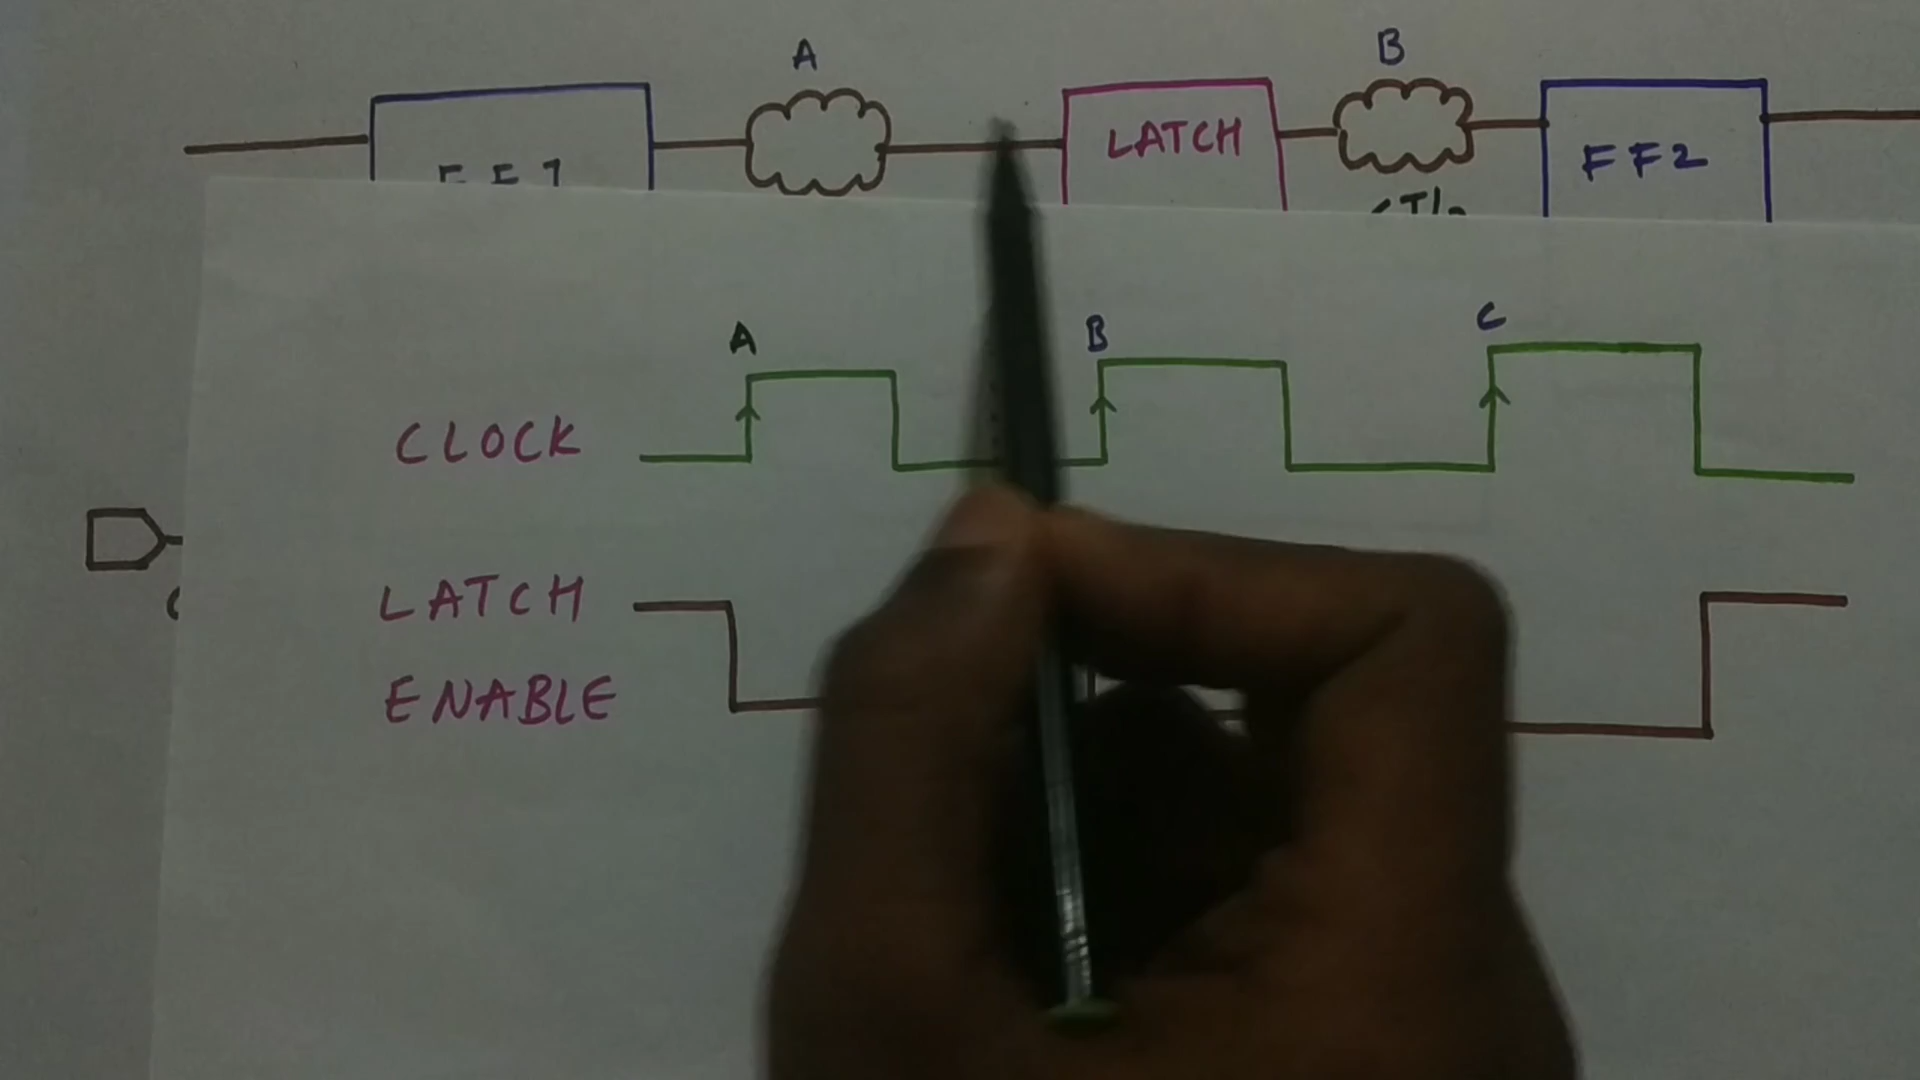 A
B
LATCH
FF2
A
B
C
CLOCK
LATCH
ENABLE